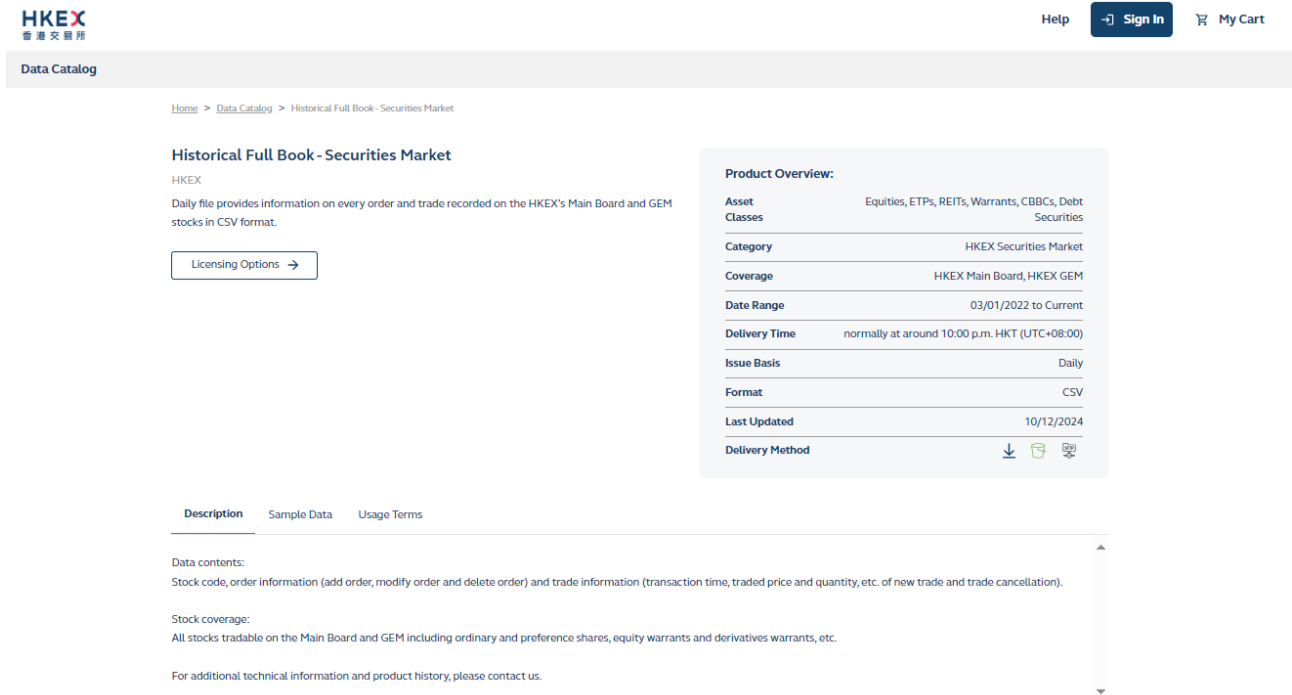 HKEX
香港交易所
Help
Sign In
My Cart
Data Catalog
Home > Data Catalog > Historical Full Book - Securities Market
Historical Full Book - Securities Market
HKEX
Daily file provides information on every order and trade recorded on the HKEX's Main Board and GEM
stocks in CSV format.
Licensing Options →
Product Overview:
Asset
Classes
Equities, ETPs, REITs, Warrants, CBBCs, Debt
Securities
Category HKEX Securities Market
Coverage HKEX Main Board, HKEX GEM
Date Range 03/01/2022 to Current
Delivery Time normally at around 10:00 p.m. HKT (UTC+08:00)
Issue Basis Daily
Format CSV
Last Updated 10/12/2024
Delivery Method SFTP
Description Sample Data Usage Terms
Data contents:
Stock code, order information (add order, modify order and delete order) and trade information (transaction time, traded price and quantity, etc. of new trade and trade cancellation).
Stock coverage:
All stocks tradable on the Main Board and GEM including ordinary and preference shares, equity warrants and derivatives warrants, etc.
For additional technical information and product history, please contact us.